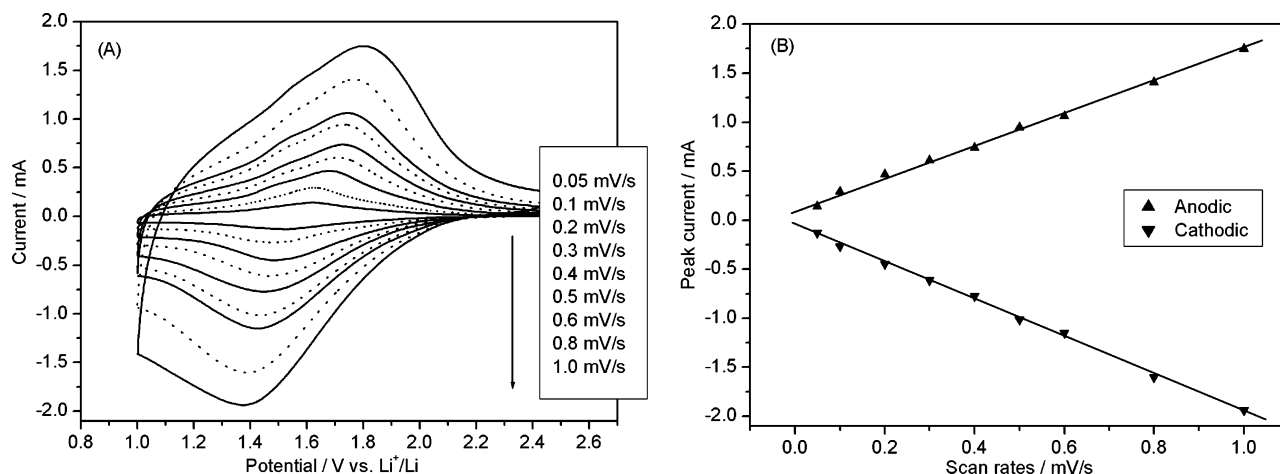 (A)
Current / mA
2.0
1.5
1.0
0.5
0.0
-0.5
-1.0
-1.5
-2.0
0.8 1.0 1.2 1.4 1.6 1.8 2.0 2.2 2.4 2.6
Potential / V vs. Li⁺/Li
0.05 mV/s
0.1 mV/s
0.2 mV/s
0.3 mV/s
0.4 mV/s
0.5 mV/s
0.6 mV/s
0.8 mV/s
1.0 mV/s
(B)
Peak current / mA
2.0
1.5
1.0
0.5
0.0
-0.5
-1.0
-1.5
-2.0
Anodic
Cathodic
0.0 0.2 0.4 0.6 0.8 1.0
Scan rates / mV/s